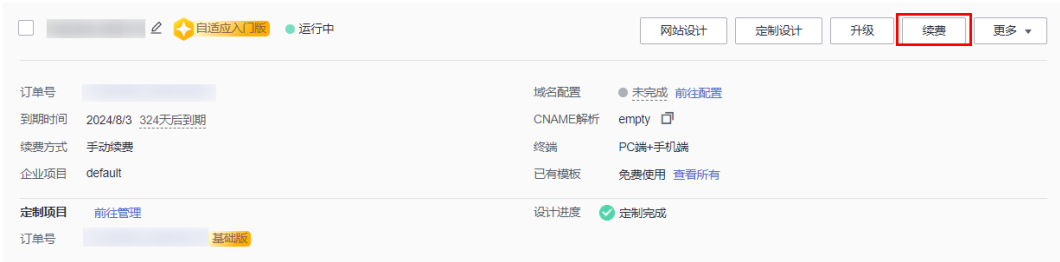 自适应入门版 运行中 网站设计 定制设计 升级 续费 更多
订单号 域名配置 未完成 前往配置
到期时间 2024/8/3 324天后到期 CNAME解析 empty
续费方式 手动续费 终端 PC端+手机端
企业项目 default 已有模板 免费使用 查看所有
定制项目 前往管理 设计进度 定制完成
订单号 基础版